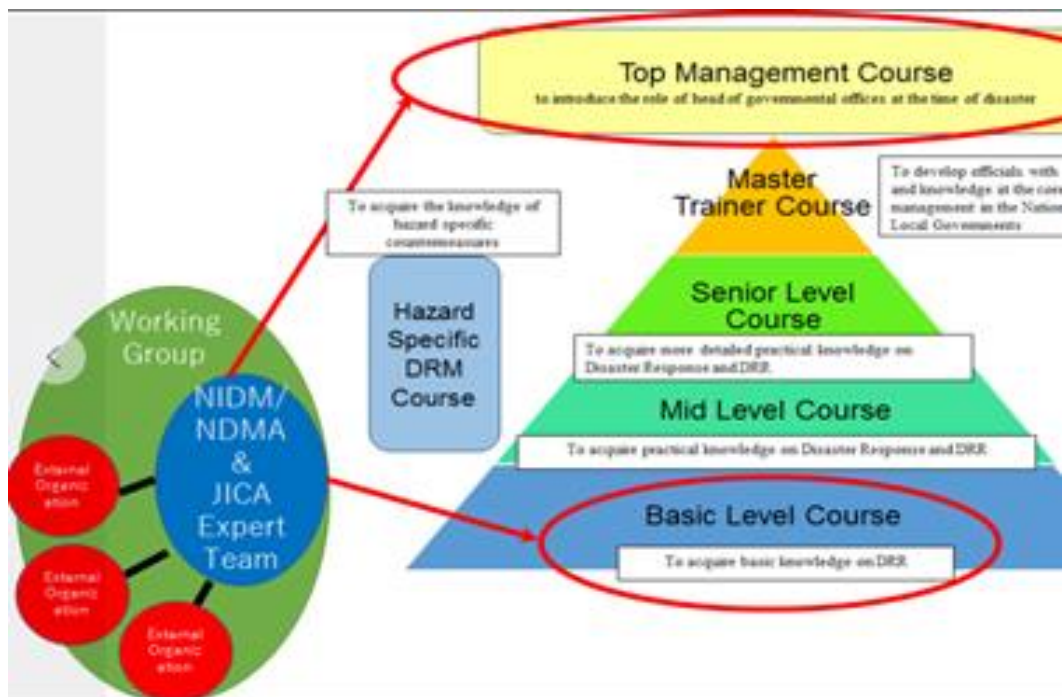 Top Management Course
to introduce the role of head of governmental offices at the time of disaster
Master
Trainer Course
To develop officials with
and knowledge at the core
management in the Nation
Local Governments
To acquire the knowledge of
hazard specific
countermeasures
Hazard
Specific
DRM
Course
Senior Level
Course
To acquire more detailed practical knowledge on
Disaster Response and DRR
Mid Level Course
To acquire practical knowledge on Disaster Response and DRR
Basic Level Course
To acquire basic knowledge on DRR
Working
Group
NIDM/
NDMA
&
JICA
Expert
Team
External
Organiz
ation
External
Organiz
ation
External
Organiz
ation